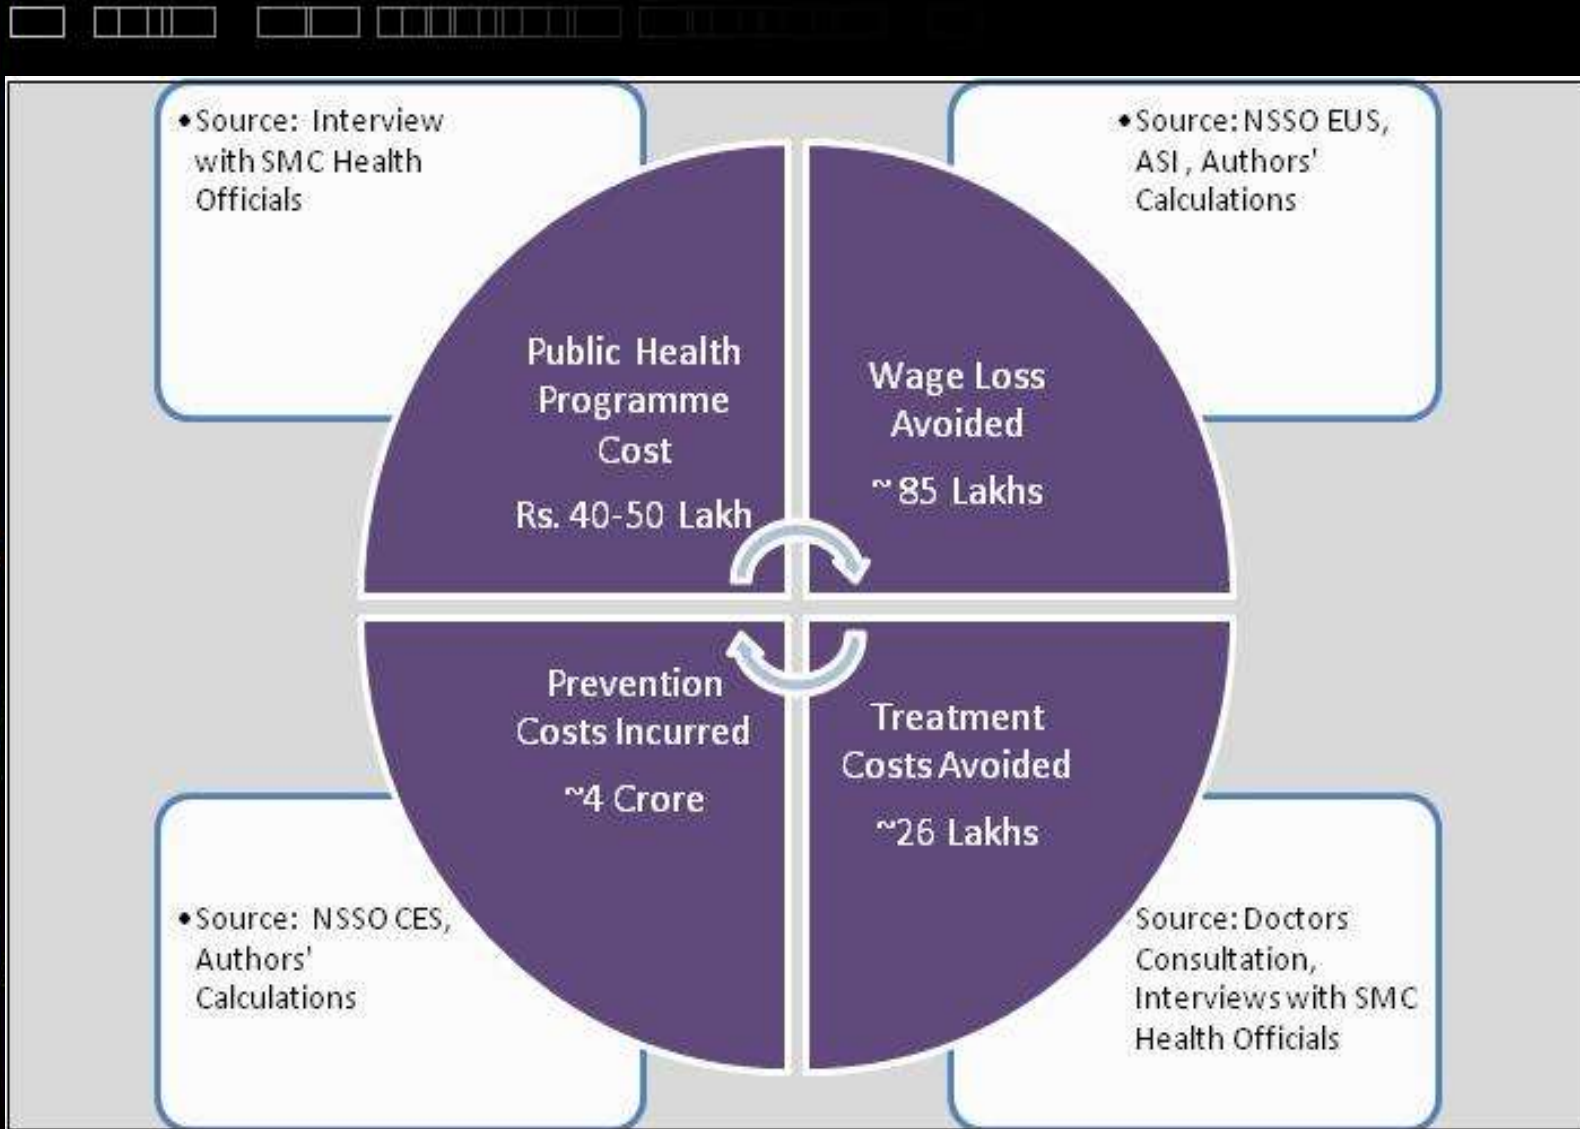 •Source: Interview
with SMC Health
Officials
•Source: NSSO EUS,
ASI, Authors'
Calculations
Public Health
Programme
Cost
Rs. 40-50 Lakh
Wage Loss
Avoided
~ 85 Lakhs
Prevention
Costs Incurred
~4 Crore
Treatment
Costs Avoided
~26 Lakhs
•Source: NSSO CES,
Authors'
Calculations
Source: Doctors
Consultation,
Interviews with SMC
Health Officials